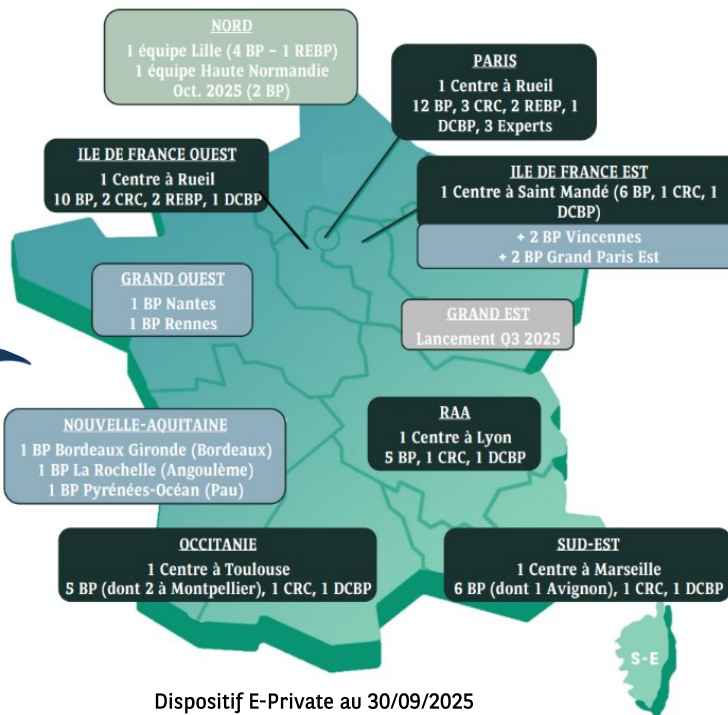 NORD
1 équipe Lille (4 BP – 1 REBP)
1 équipe Haute Normandie
Oct. 2025 (2 BP)
PARIS
1 Centre à Rueil
12 BP, 3 CRC, 2 REBP, 1
DCBP, 3 Experts
ILE DE FRANCE OUEST
1 Centre à Rueil
10 BP, 2 CRC, 2 REBP, 1 DCBP
ILE DE FRANCE EST
1 Centre à Saint Mandé (6 BP, 1 CRC, 1
DCBP)
+ 2 BP Vincennes
+ 2 BP Grand Paris Est
GRAND OUEST
1 BP Nantes
1 BP Rennes
GRAND EST
Lancement Q3 2025
NOUVELLE-AQUITAINE
1 BP Bordeaux Gironde (Bordeaux)
1 BP La Rochelle (Angoulème)
1 BP Pyrénées-Océan (Pau)
RAA
1 Centre à Lyon
5 BP, 1 CRC, 1 DCBP
OCCITANIE
1 Centre à Toulouse
5 BP (dont 2 à Montpellier), 1 CRC, 1 DCBP
SUD-EST
1 Centre à Marseille
6 BP (dont 1 Avignon), 1 CRC, 1 DCBP
S-E
Dispositif E-Private au 30/09/2025